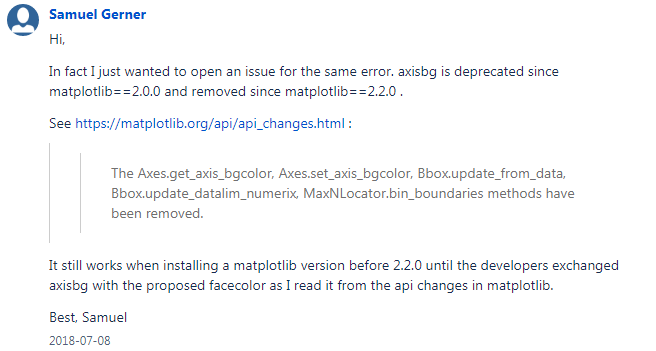 Samuel Gerner
Hi,
In fact I just wanted to open an issue for the same error. axisbg is deprecated since
matplotlib==2.0.0 and removed since matplotlib==2.2.0 .
See https://matplotlib.org/api/api_changes.html :
The Axes.get_axis_bgcolor, Axes.set_axis_bgcolor, Bbox.update_from_data,
Bbox.update_datalim_numerix, MaxNLocator.bin_boundaries methods have
been removed.
It still works when installing a matplotlib version before 2.2.0 until the developers exchanged
axisbg with the proposed facecolor as I read it from the api changes in matplotlib.
Best, Samuel
2018-07-08